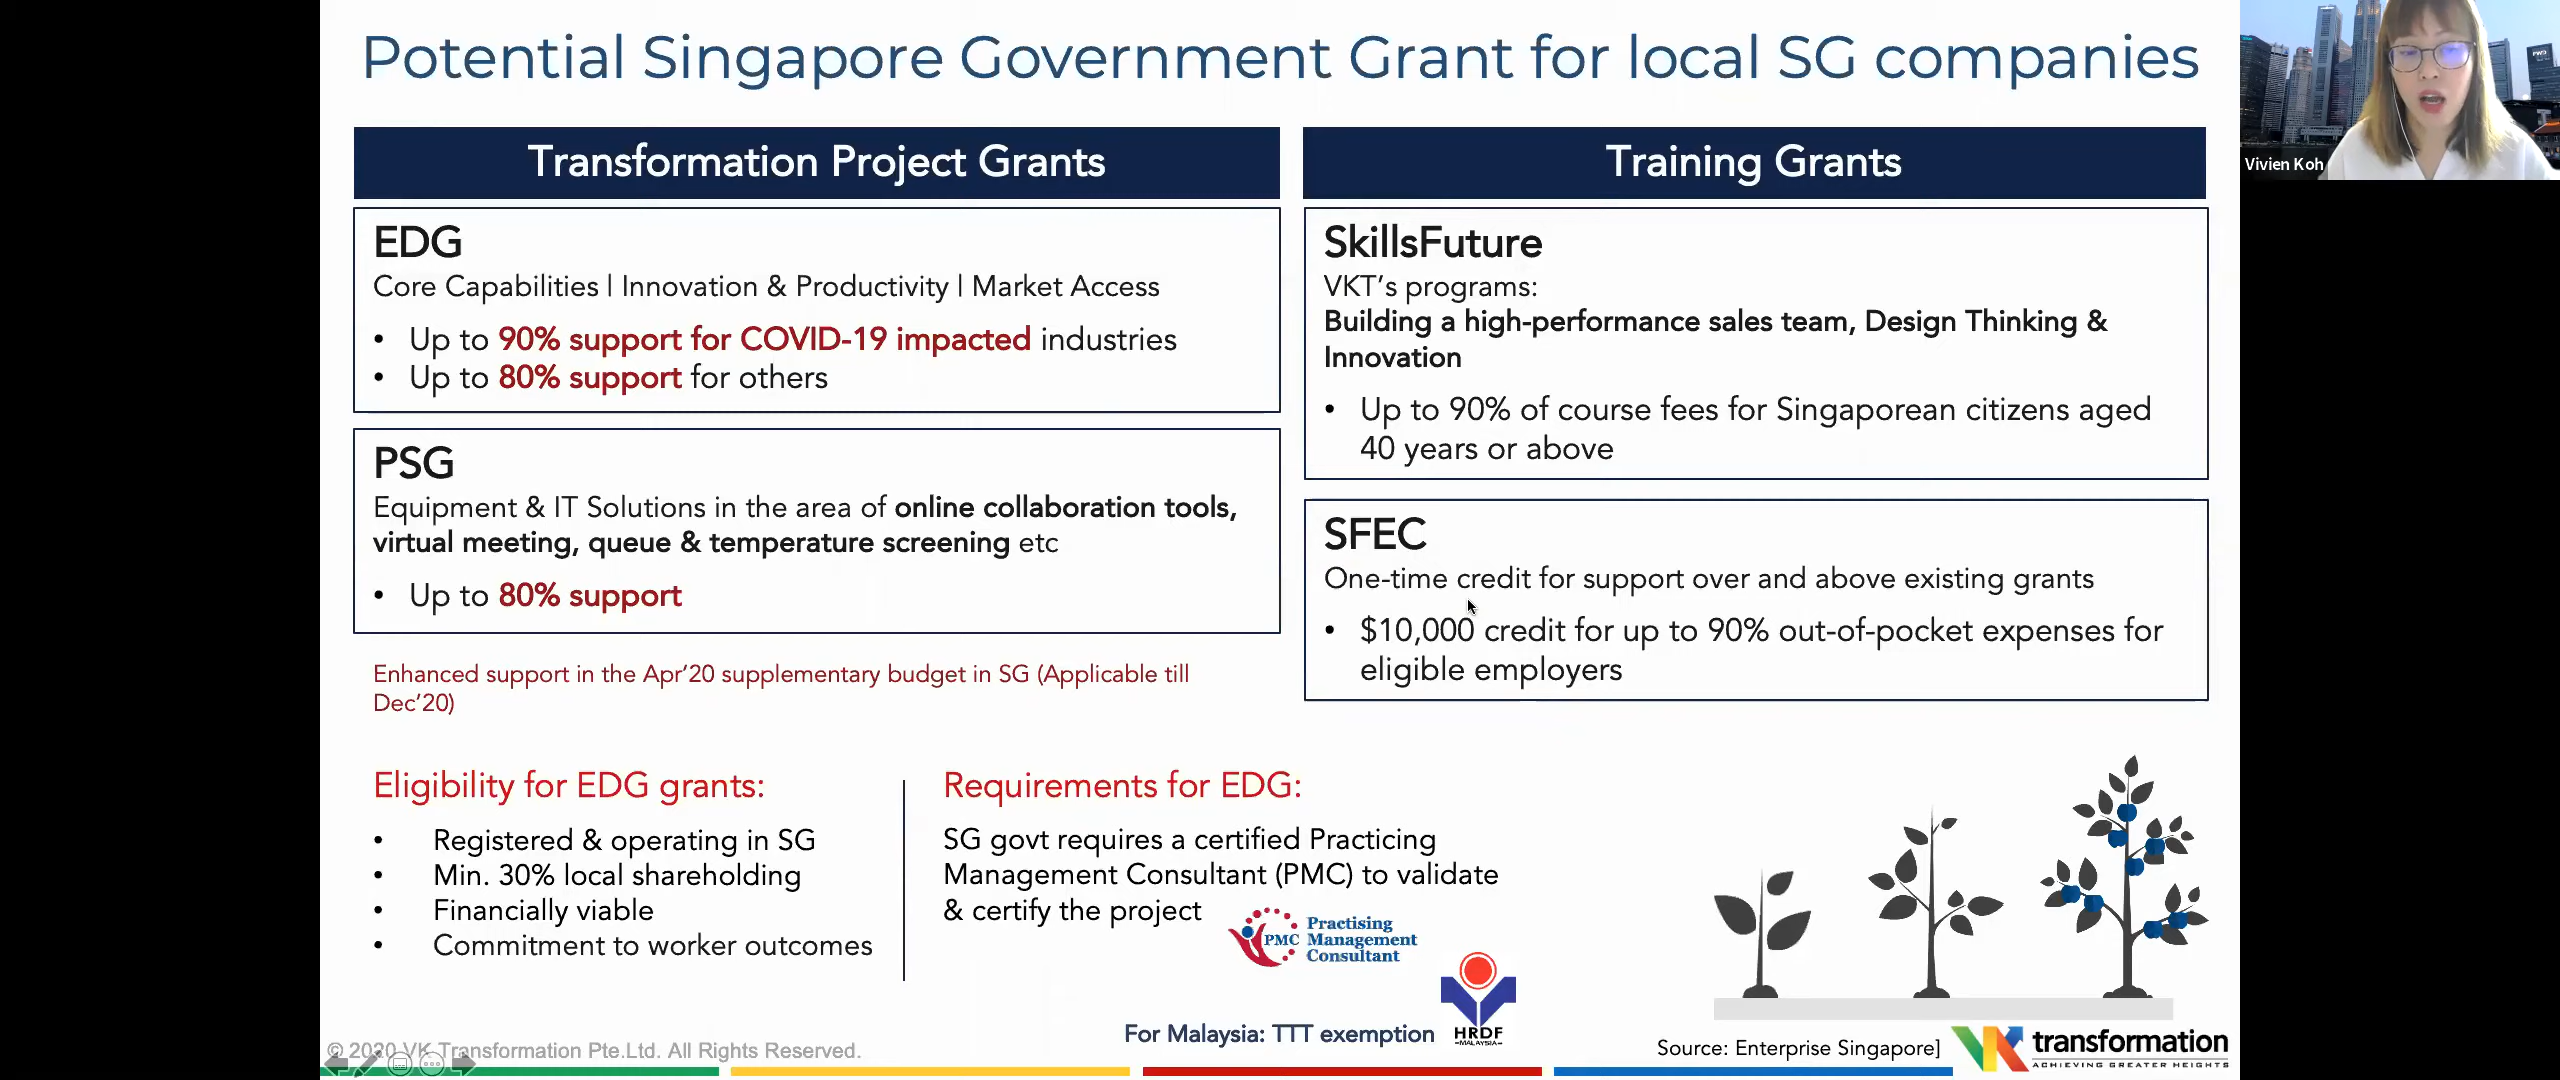 Potential Singapore Government Grant for local SG companies
Vivien Koh
Transformation Project Grants
EDG
Core Capabilities | Innovation & Productivity | Market Access
• Up to 90% support for COVID-19 impacted industries
• Up to 80% support for others
PSG
Equipment & IT Solutions in the area of online collaboration tools,
virtual meeting, queue & temperature screening etc
• Up to 80% support
Enhanced support in the Apr'20 supplementary budget in SG (Applicable till
Dec'20)
Training Grants
SkillsFuture
VKT's programs:
Building a high-performance sales team, Design Thinking &
Innovation
• Up to 90% of course fees for Singaporean citizens aged
40 years or above
SFEC
One-time credit for support over and above existing grants
• $10,000 credit for up to 90% out-of-pocket expenses for
eligible employers
Eligibility for EDG grants:
• Registered & operating in SG
• Min. 30% local shareholding
• Financially viable
• Commitment to worker outcomes
Requirements for EDG:
SG govt requires a certified Practicing
Management Consultant (PMC) to validate
& certify the project
PMC Practising
Management
Consultant
For Malaysia: TTT exemption
HRDF
MALAYSIA
© 2020 VK Transformation Pte.Ltd. All Rights Reserved.
Source: Enterprise Singapore]
VK transformation
ACHIEVING GREATER HEIGHTS